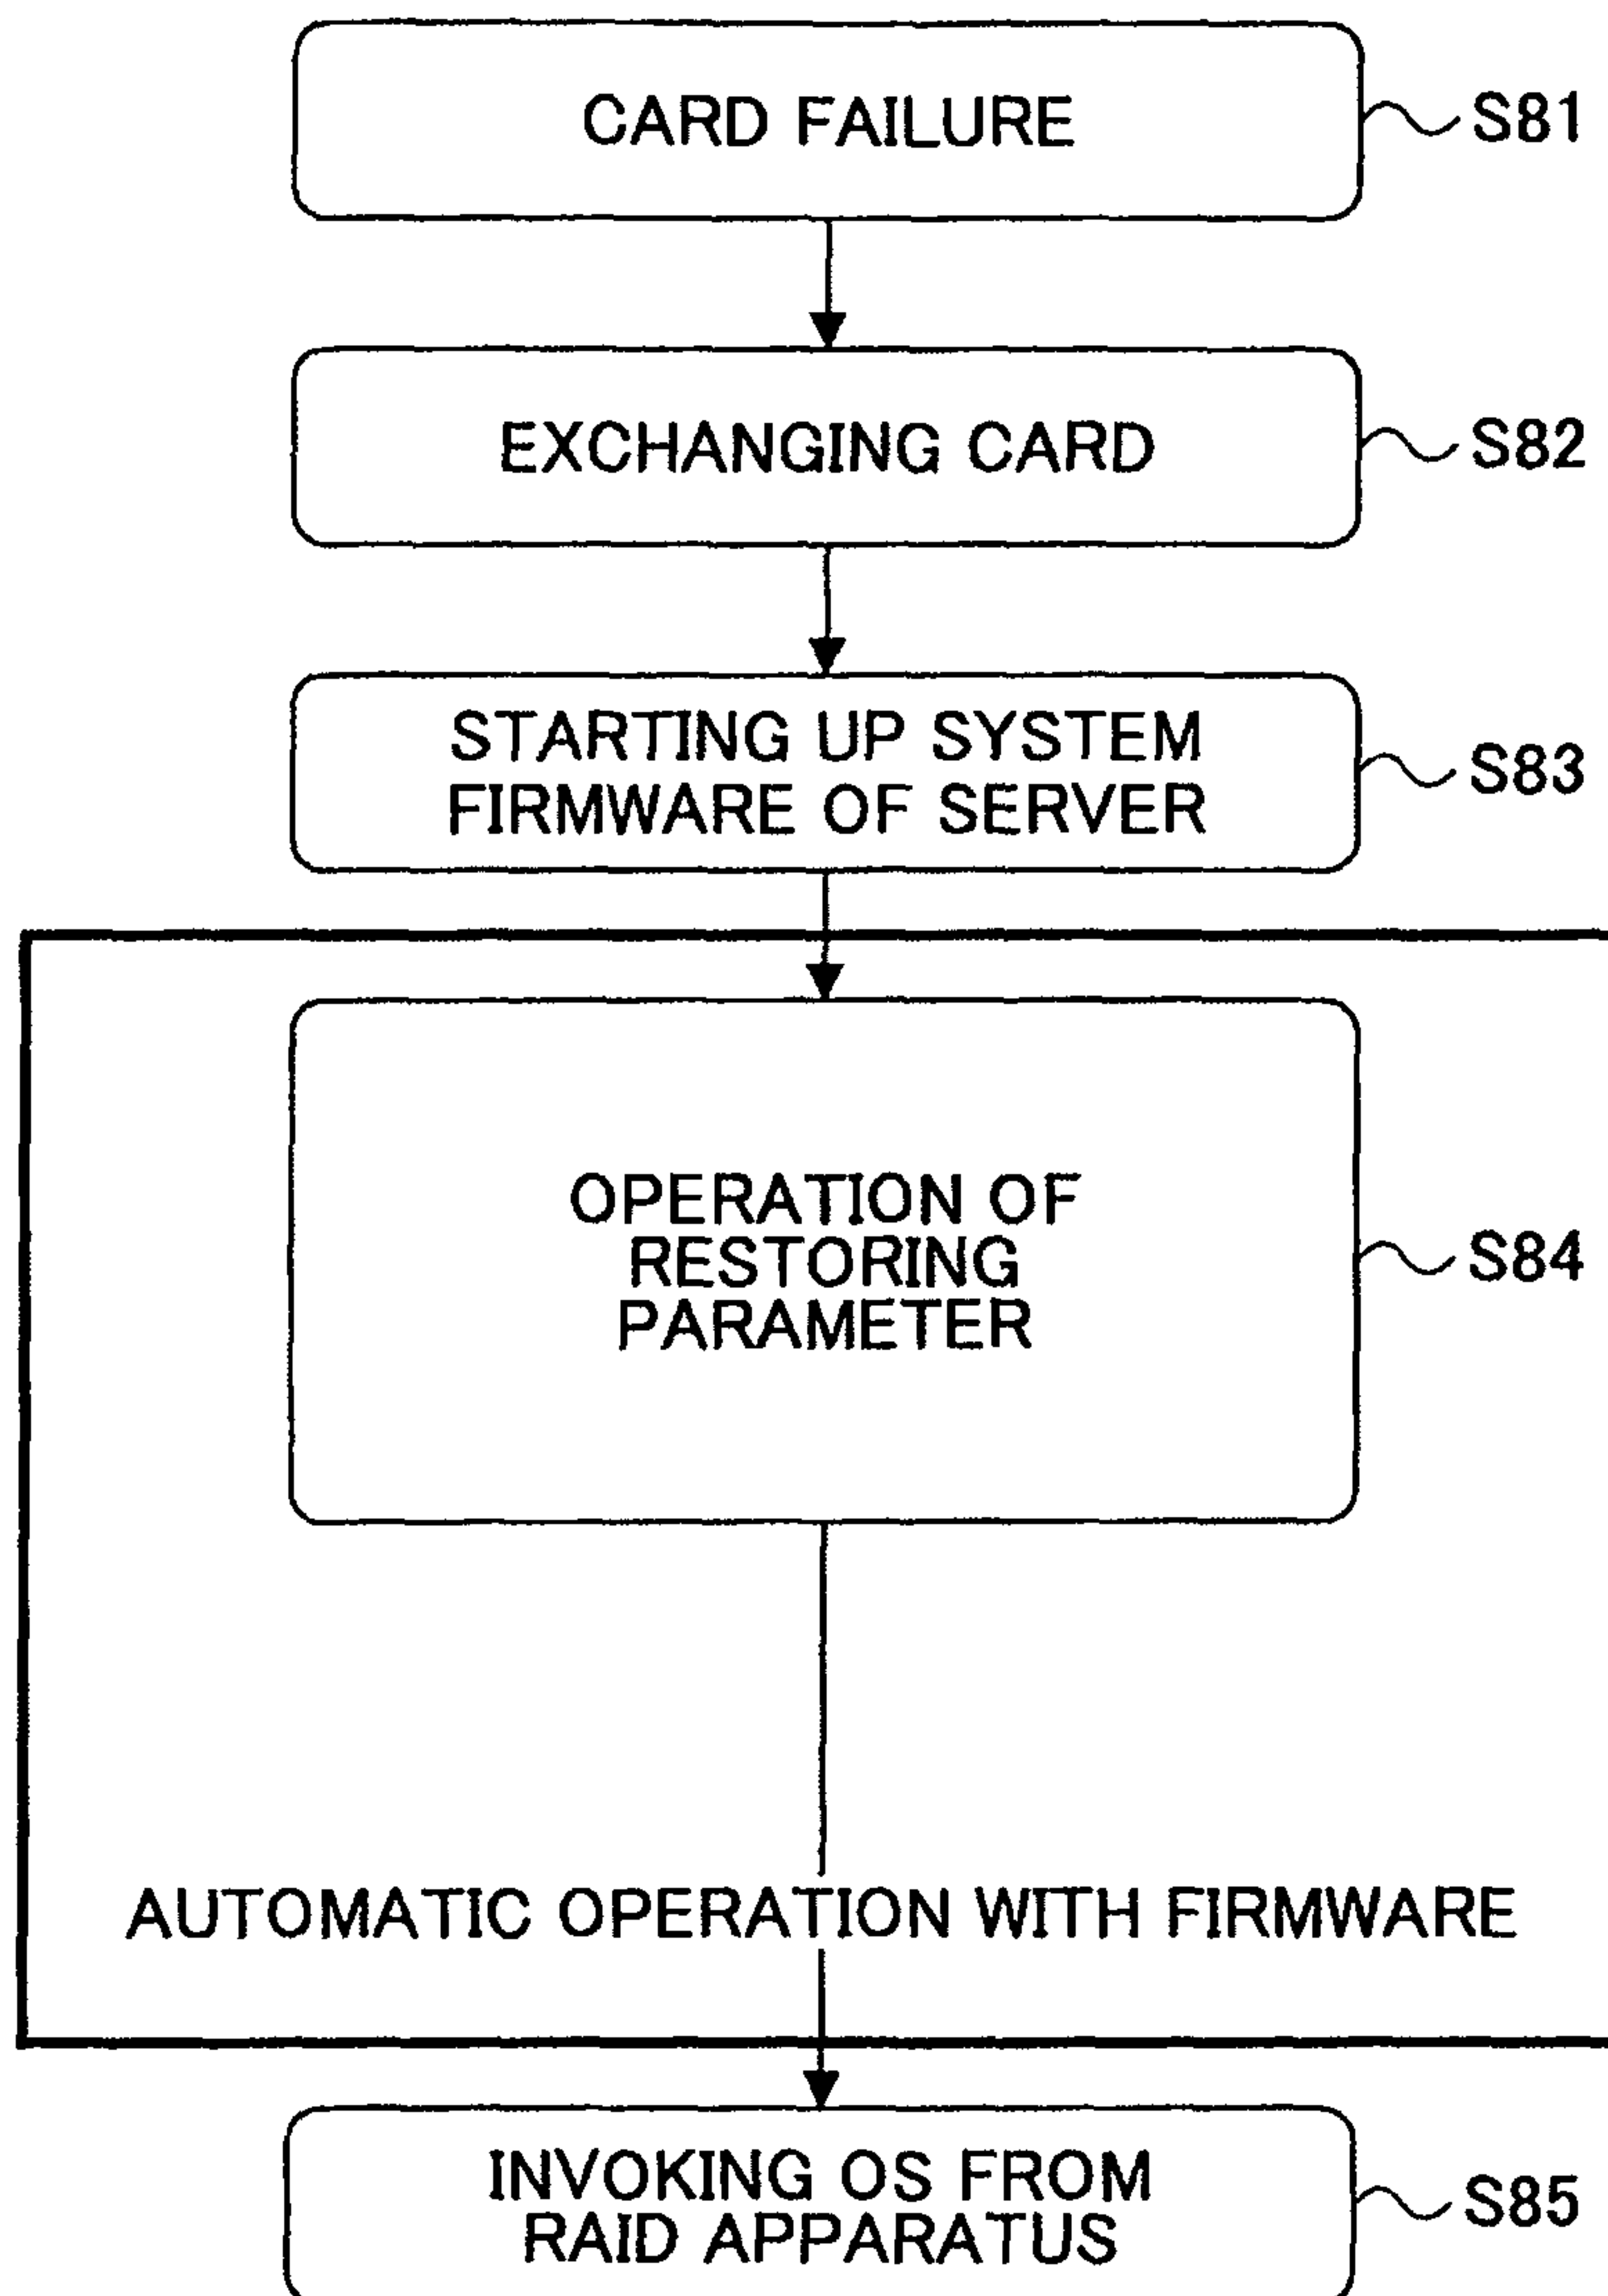 CARD FAILURE
S81
EXCHANGING CARD
S82
STARTING UP SYSTEM
FIRMWARE OF SERVER
S83
OPERATION OF
RESTORING
PARAMETER
S84
AUTOMATIC OPERATION WITH FIRMWARE
INVOKING OS FROM
RAID APPARATUS
S85